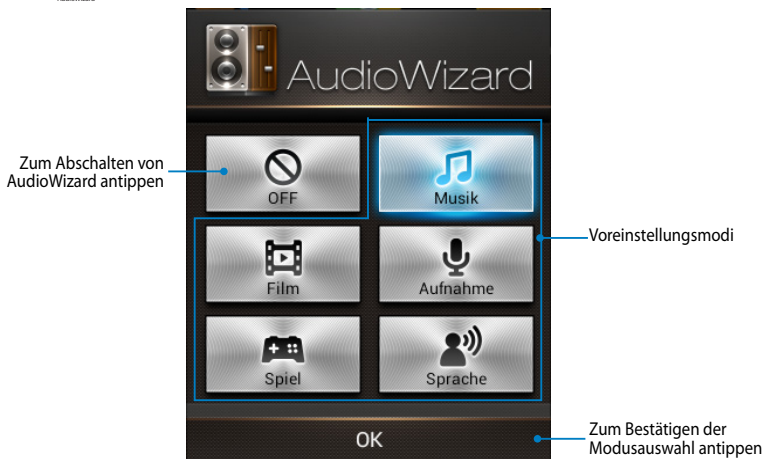 AudioWizard
Zum Abschalten von
AudioWizard antippen
OFF
Musik
Voreinstellungsmodi
Film
Aufnahme
Spiel
Sprache
OK
Zum Bestätigen der
Modusauswahl antippen